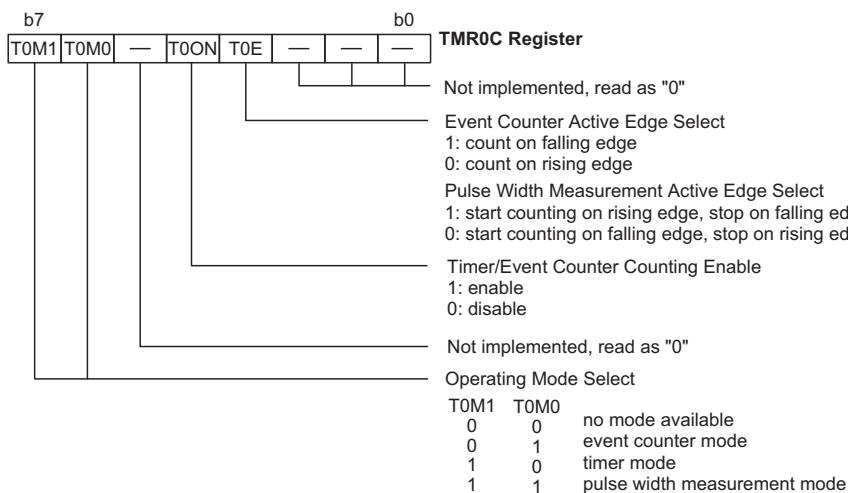 b7 b0
T0M1 T0M0 — T0ON T0E — — —
TMR0C Register
Not implemented, read as "0"
Event Counter Active Edge Select
1: count on falling edge
0: count on rising edge
Pulse Width Measurement Active Edge Select
1: start counting on rising edge, stop on falling ed
0: start counting on falling edge, stop on rising ed
Timer/Event Counter Counting Enable
1: enable
0: disable
Not implemented, read as "0"
Operating Mode Select
T0M1 T0M0
0 0 no mode available
0 1 event counter mode
1 0 timer mode
1 1 pulse width measurement mode